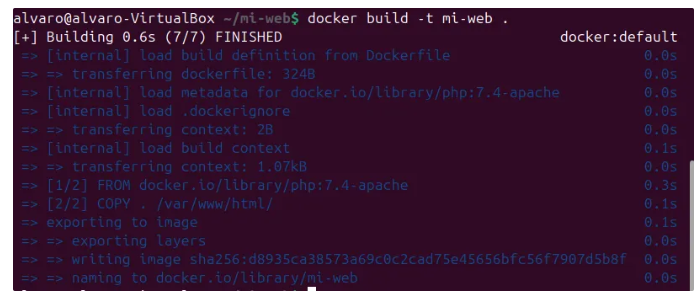 alvaro@alvaro-VirtualBox ~/mi-web$ docker build -t mi-web .
[+] Building 0.6s (7/7) FINISHED docker:default
=> [internal] load build definition from Dockerfile 0.0s
=> => transferring dockerfile: 324B 0.0s
=> [internal] load metadata for docker.io/library/php:7.4-apache 0.0s
=> [internal] load .dockerignore 0.0s
=> => transferring context: 2B 0.0s
=> [internal] load build context 0.1s
=> => transferring context: 1.07kB 0.0s
=> [1/2] FROM docker.io/library/php:7.4-apache 0.3s
=> [2/2] COPY . /var/www/html/ 0.1s
=> exporting to image 0.1s
=> => exporting layers 0.0s
=> => writing image sha256:d8935ca38573a69c0c2cad75e45656bfc56f7907d5b8f 0.0s
=> => naming to docker.io/library/mi-web 0.0s